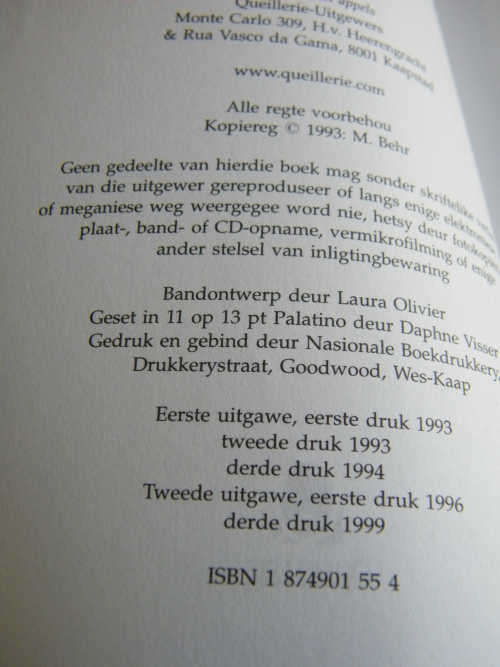 appels
Queillerie-Uitgewers
Monte Carlo 309, H.v. Heerengracht
& Rua Vasco da Gama, 8001 Kaapstad
www.queillerie.com
Alle regte voorbehou
Kopiereg © 1993: M. Behr
Geen gedeelte van hierdie boek mag sonder skriftelike
van die uitgewer gereproduseer of langs enige
of meganiese weg weergegee word nie, hetsy deur
plaat-, band- of CD-opname, vermikrofilming of enige
ander stelsel van inligtingbewaring
Bandontwerp deur Laura Olivier
Geset in 11 op 13 pt Palatino deur Daphne Visser
Gedruk en gebind deur Nasionale Boekdrukkery,
Drukkerystraat, Goodwood, Wes-Kaap
Eerste uitgawe, eerste druk 1993
tweede druk 1993
derde druk 1994
Tweede uitgawe, eerste druk 1996
derde druk 1999
ISBN 1 874901 55 4